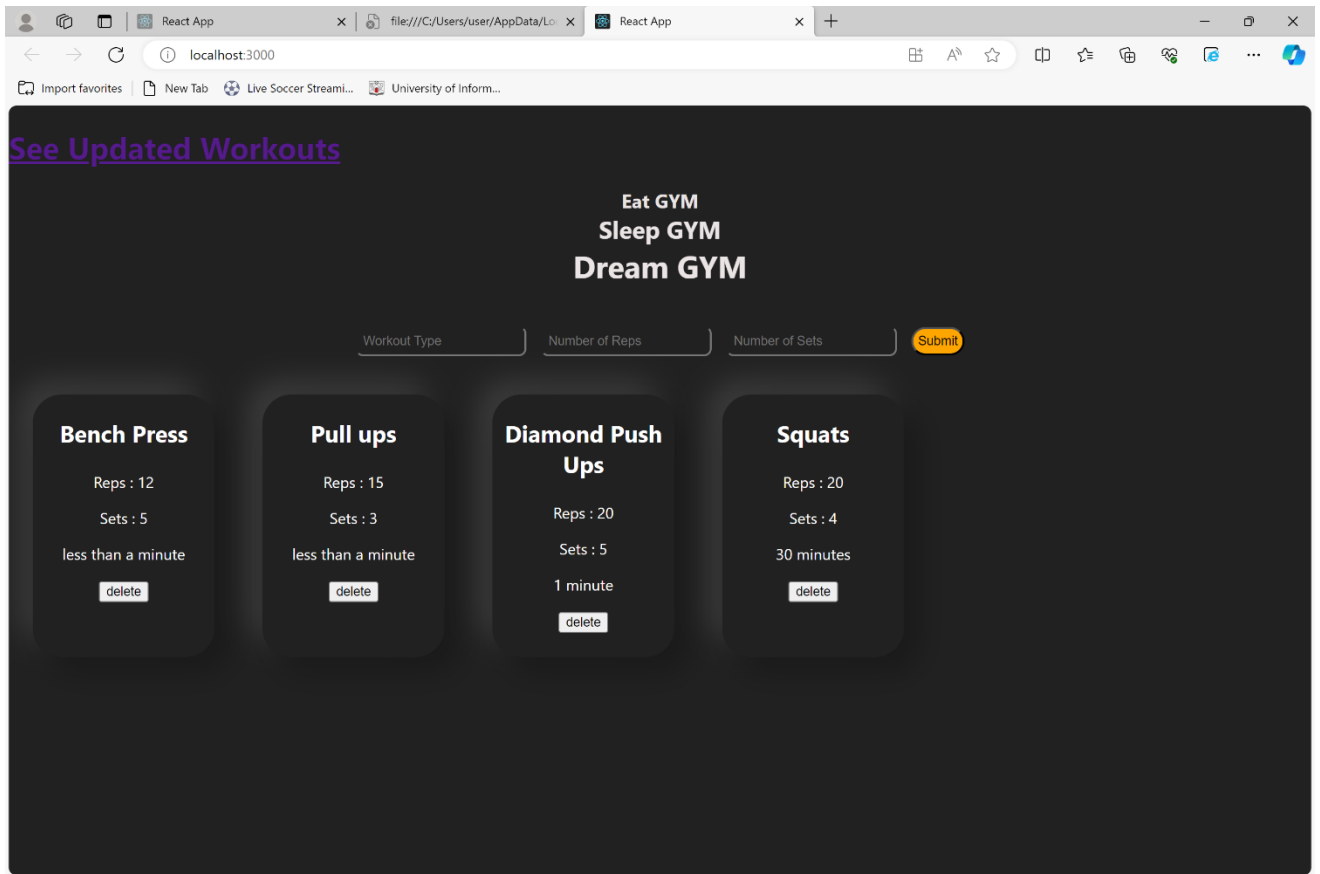 React App
file:///C:/Users/user/AppData/Lo
React App
localhost:3000
Import favorites
New Tab
Live Soccer Streami...
University of Inform...
See Updated Workouts
Eat GYM
Sleep GYM
Dream GYM
Workout Type
Number of Reps
Number of Sets
Submit
Bench Press
Reps : 12
Sets : 5
less than a minute
delete
Pull ups
Reps : 15
Sets : 3
less than a minute
delete
Diamond Push
Ups
Reps : 20
Sets : 5
1 minute
delete
Squats
Reps : 20
Sets : 4
30 minutes
delete